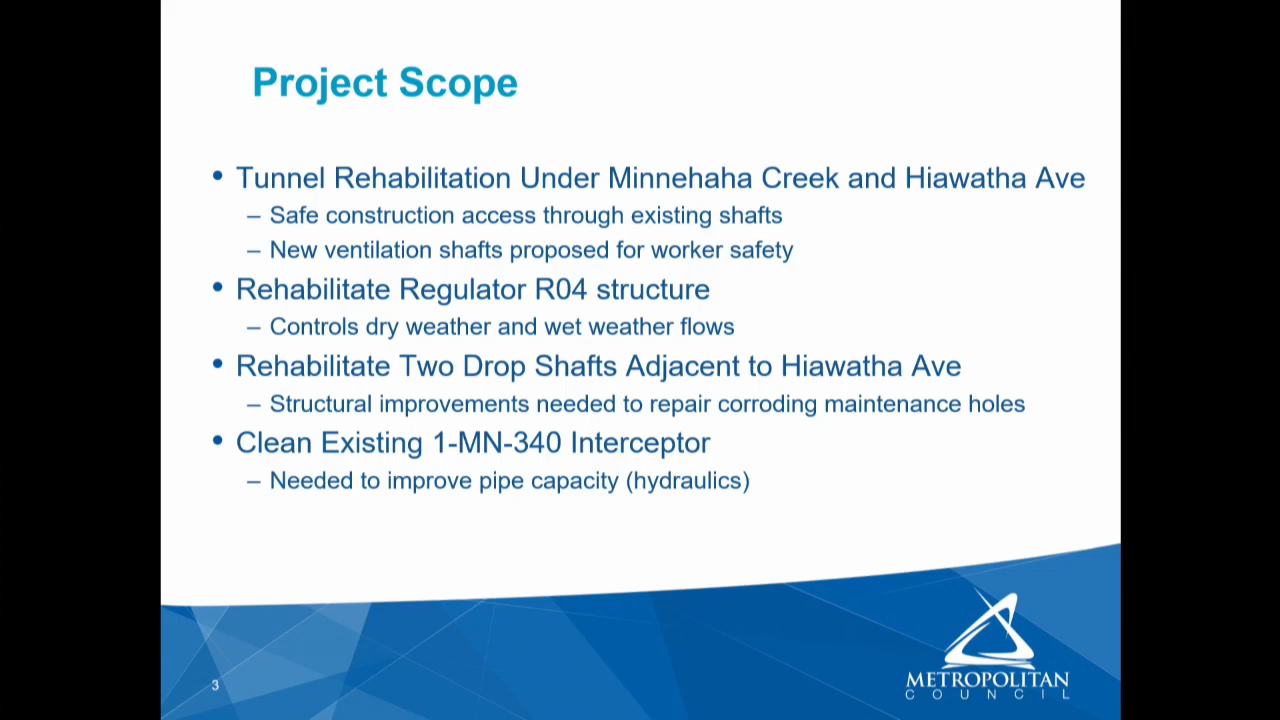 Project Scope
• Tunnel Rehabilitation Under Minnehaha Creek and Hiawatha Ave
– Safe construction access through existing shafts
– New ventilation shafts proposed for worker safety
• Rehabilitate Regulator R04 structure
– Controls dry weather and wet weather flows
• Rehabilitate Two Drop Shafts Adjacent to Hiawatha Ave
– Structural improvements needed to repair corroding maintenance holes
• Clean Existing 1-MN-340 Interceptor
– Needed to improve pipe capacity (hydraulics)
3
METROPOLITAN
COUNCIL